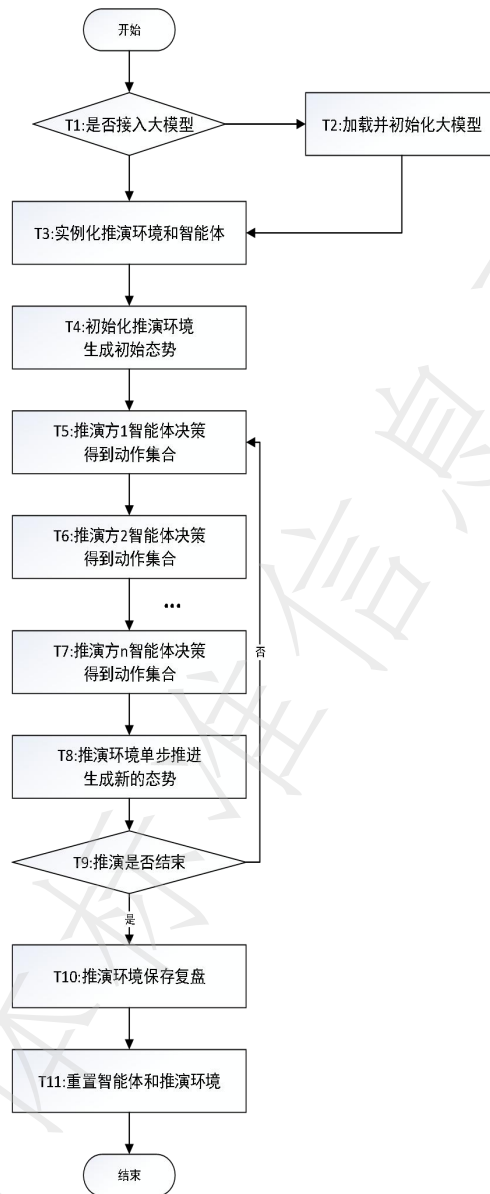 开始
T1:是否接入大模型
T2:加载并初始化大模型
T3:实例化推演环境和智能体
T4:初始化推演环境
生成初始态势
T5:推演方1智能体决策
得到动作集合
T6:推演方2智能体决策
得到动作集合
...
T7:推演方n智能体决策
得到动作集合
否
T8:推演环境单步推进
生成新的态势
T9:推演是否结束
是
T10:推演环境保存复盘
T11:重置智能体和推演环境
结束
体标准信息